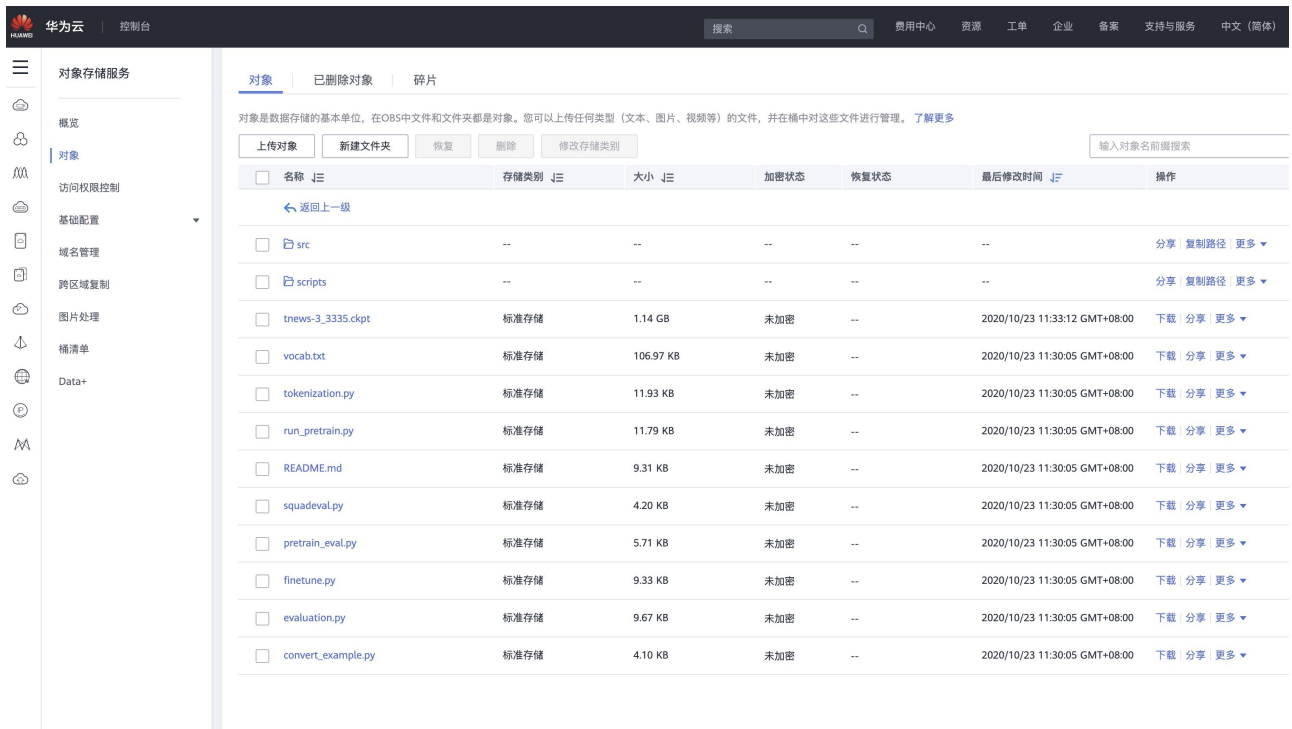 HUAWEI 华为云 控制台 搜索 费用中心 资源 工单 企业 备案 支持与服务 中文（简体）
对象存储服务
概览
对象
访问权限控制
基础配置
域名管理
跨区域复制
图片处理
桶清单
Data+
对象 已删除对象 碎片
对象是数据存储的基本单位，在OBS中文件和文件夹都是对象。您可以上传任何类型（文本、图片、视频等）的文件，并在桶中对这些文件进行管理。 了解更多
上传对象 新建文件夹 恢复 删除 修改存储类别 输入对象名前缀搜索
名称 存储类别 大小 加密状态 恢复状态 最后修改时间 操作
返回上一级
src -- -- -- -- -- 分享 复制路径 更多
scripts -- -- -- -- -- 分享 复制路径 更多
tnews-3_3335.ckpt 标准存储 1.14 GB 未加密 -- 2020/10/23 11:33:12 GMT+08:00 下载 分享 更多
vocab.txt 标准存储 106.97 KB 未加密 -- 2020/10/23 11:30:05 GMT+08:00 下载 分享 更多
tokenization.py 标准存储 11.93 KB 未加密 -- 2020/10/23 11:30:05 GMT+08:00 下载 分享 更多
run_pretrain.py 标准存储 11.79 KB 未加密 -- 2020/10/23 11:30:05 GMT+08:00 下载 分享 更多
README.md 标准存储 9.31 KB 未加密 -- 2020/10/23 11:30:05 GMT+08:00 下载 分享 更多
squadeval.py 标准存储 4.20 KB 未加密 -- 2020/10/23 11:30:05 GMT+08:00 下载 分享 更多
pretrain_eval.py 标准存储 5.71 KB 未加密 -- 2020/10/23 11:30:05 GMT+08:00 下载 分享 更多
finetune.py 标准存储 9.33 KB 未加密 -- 2020/10/23 11:30:05 GMT+08:00 下载 分享 更多
evaluation.py 标准存储 9.67 KB 未加密 -- 2020/10/23 11:30:05 GMT+08:00 下载 分享 更多
convert_example.py 标准存储 4.10 KB 未加密 -- 2020/10/23 11:30:05 GMT+08:00 下载 分享 更多